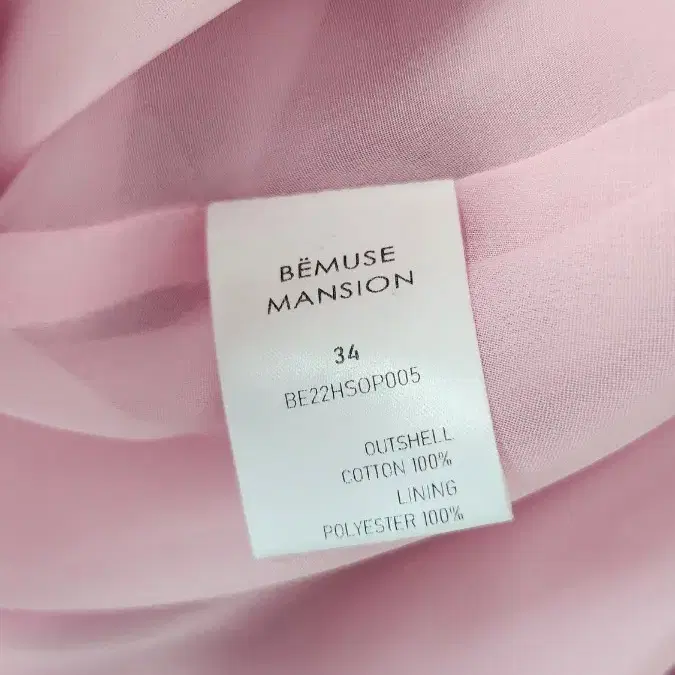 BËMUSE
MANSION
34
BE22HSOP005
OUTSHELL
COTTON 100%
LINING
POLYESTER 100%